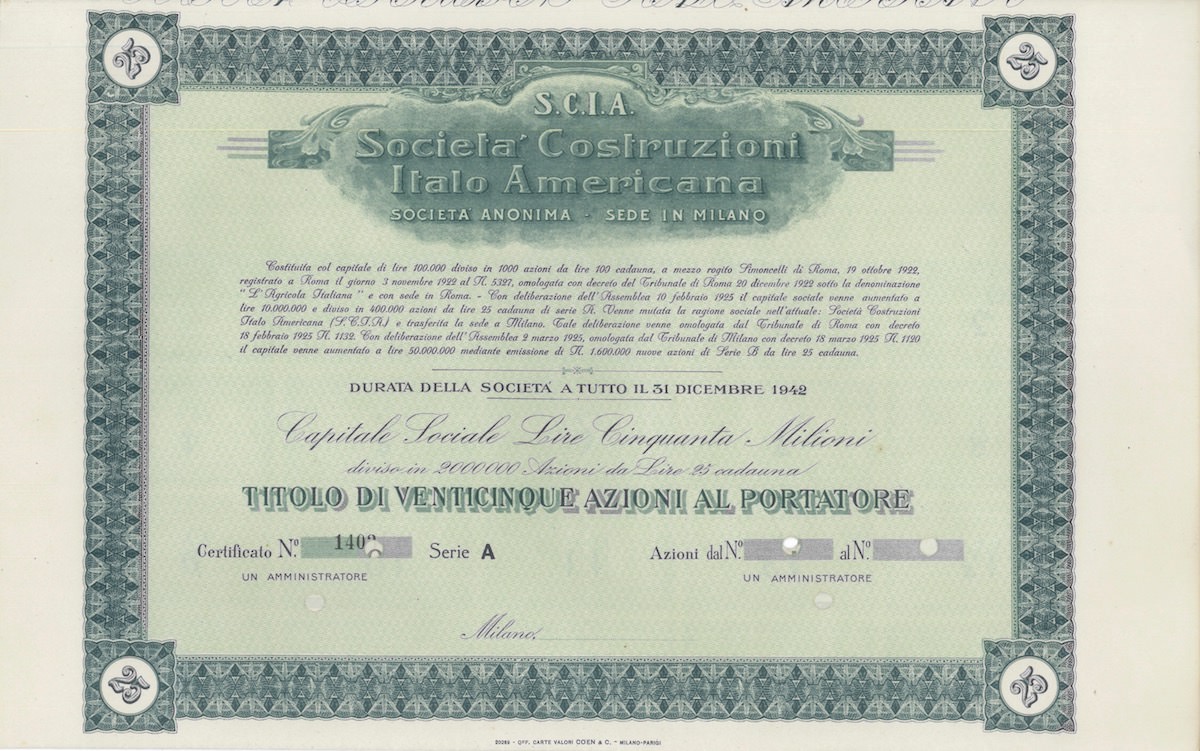 25 25
S.C.I.A.
Societa' Costruzioni
Italo Americana
SOCIETA' ANONIMA - SEDE IN MILANO
Costituita col capitale di lire 100.000 diviso in 1000 azioni da lire 100 cadauna, a mezzo rogito Simoncelli di Roma, 19 ottobre 1922,
registrato a Roma il giorno 3 novembre 1922 al N. 5327, omologata con decreto del Tribunale di Roma 20 dicembre 1922 sotto la denominazione
"L'Agricola Italiana" e con sede in Roma. - Con deliberazione dell'Assemblea 10 febbraio 1925 il capitale sociale venne aumentato a
lire 10.000.000 e diviso in 400.000 azioni da lire 25 cadauna di serie A. Venne mutata la ragione sociale nell'attuale: Società Costruzioni
Italo Americana (S.C.I.A.) e trasferita la sede a Milano. Tale deliberazione venne omologata dal Tribunale di Roma con decreto
18 febbraio 1925 N. 1132. Con deliberazione dell'Assemblea 2 marzo 1925, omologata dal Tribunale di Milano con decreto 18 marzo 1925 N. 1120
il capitale venne aumentato a lire 50.000.000 mediante emissione di N. 1.600.000 nuove azioni di Serie B da lire 25 cadauna.
DURATA DELLA SOCIETA' A TUTTO IL 31 DICEMBRE 1942
Capitale Sociale Lire Cinquanta Milioni
diviso in 2000000 Azioni da Lire 25 cadauna
TITOLO DI VENTICINQUE AZIONI AL PORTATORE
Certificato N.º Serie A Azioni dal N.º al N.º
UN AMMINISTRATORE UN AMMINISTRATORE
Milano,
25 25
20289 - OFF. CARTE VALORI COEN & C. - MILANO-PARIGI